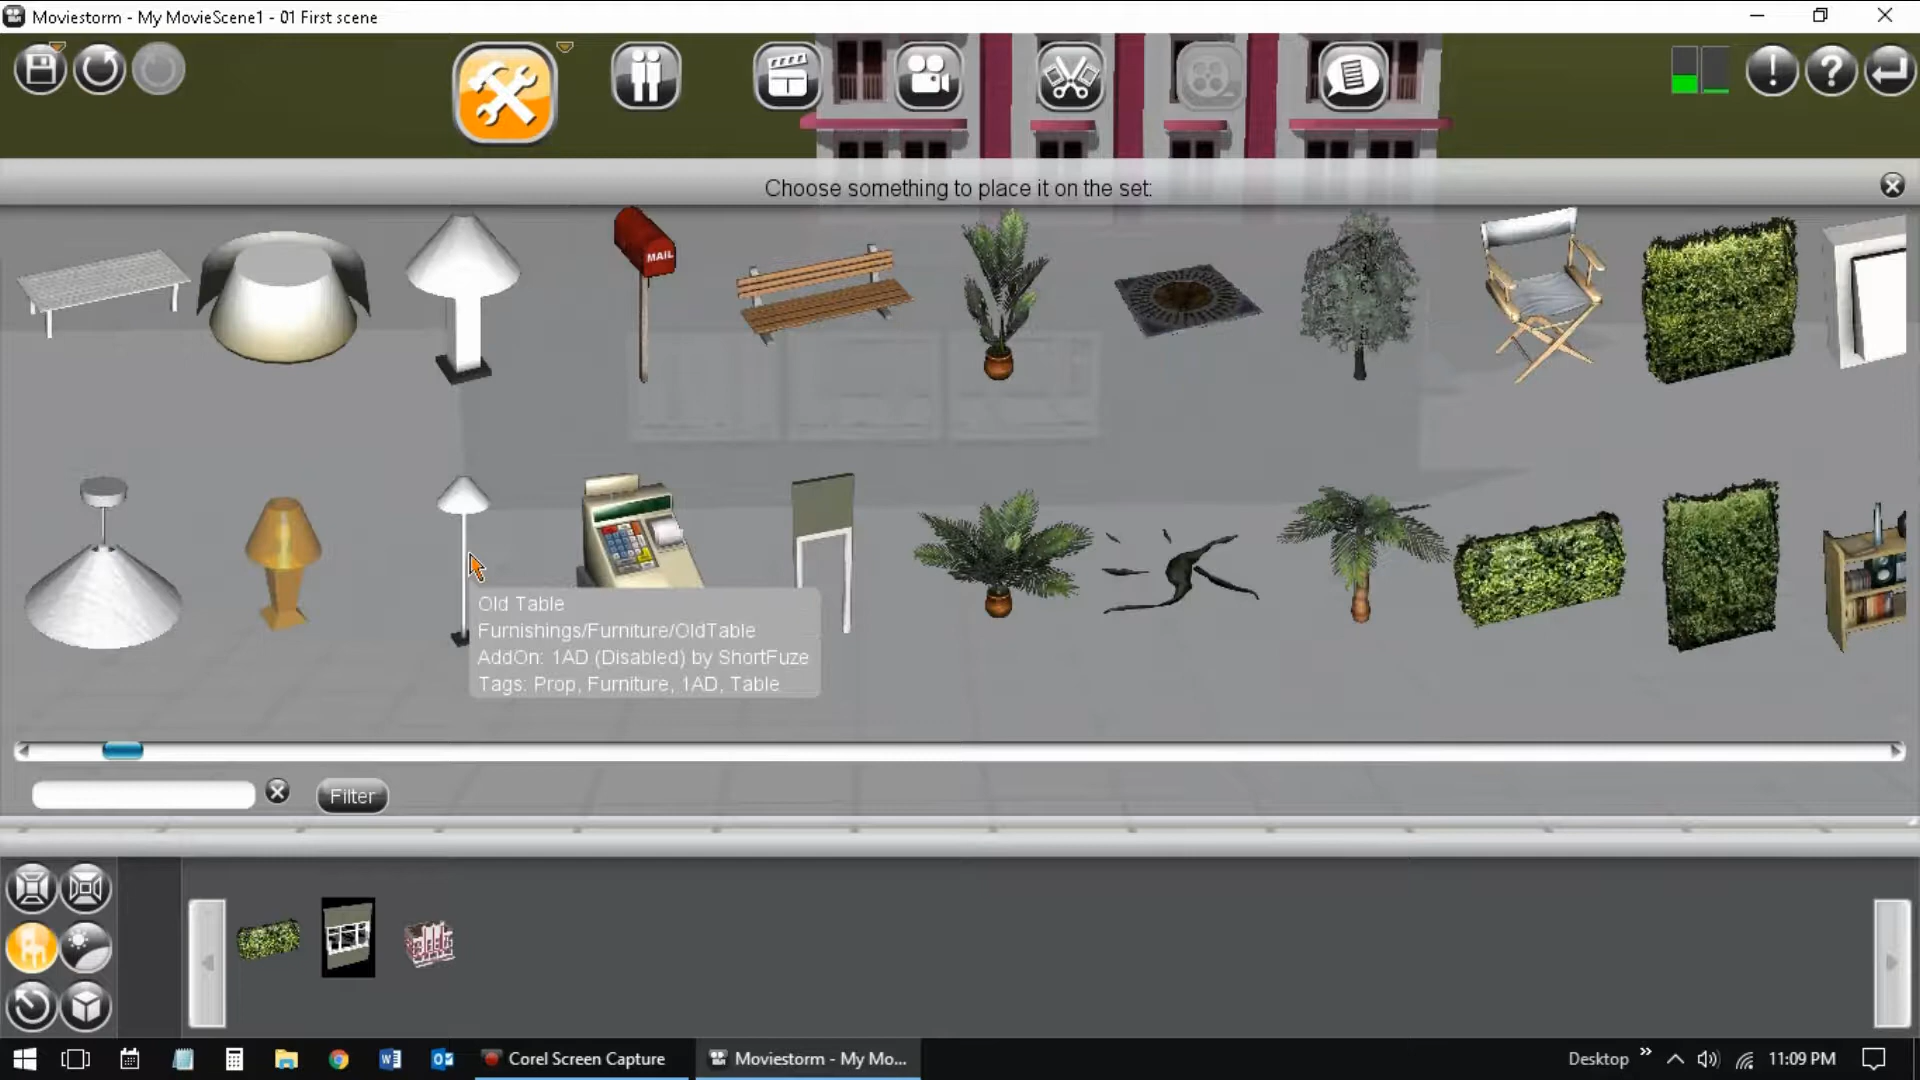 Moviestorm - My MovieScene1 - 01 First scene
Choose something to place it on the set:
MAIL
Old Table
Furnishings/Furniture/OldTable
AddOn: 1AD (Disabled) by ShortFuze
Tags: Prop, Furniture, 1AD, Table
Filter
Corel Screen Capture
Moviestorm - My Mo...
Desktop
11:09 PM